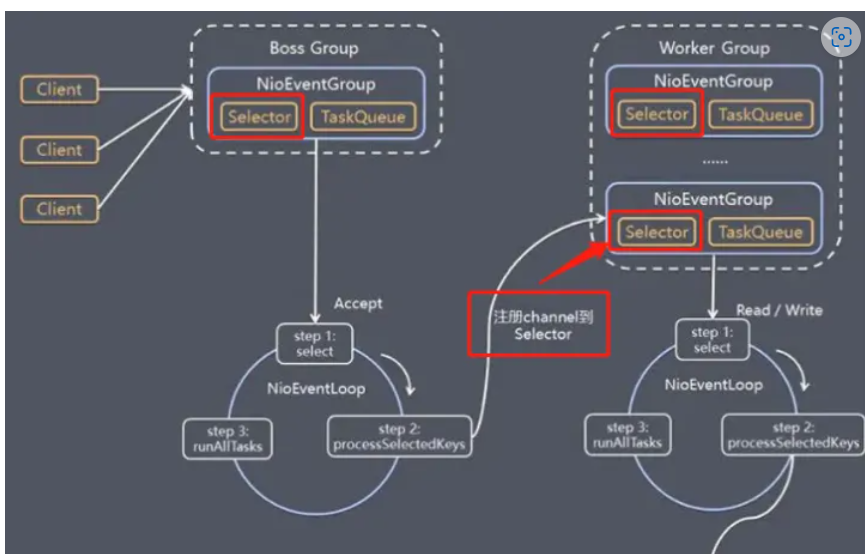 Boss Group
NioEventGroup
Selector
TaskQueue
Client
Client
Client
Accept
step 1:
select
NioEventLoop
step 2:
processSelectedKeys
step 3:
runAllTasks
注册channel到
Selector
Worker Group
NioEventGroup
Selector
TaskQueue
......
NioEventGroup
Selector
TaskQueue
Read / Write
step 1:
select
NioEventLoop
step 2:
processSelectedKeys
step 3:
runAllTasks